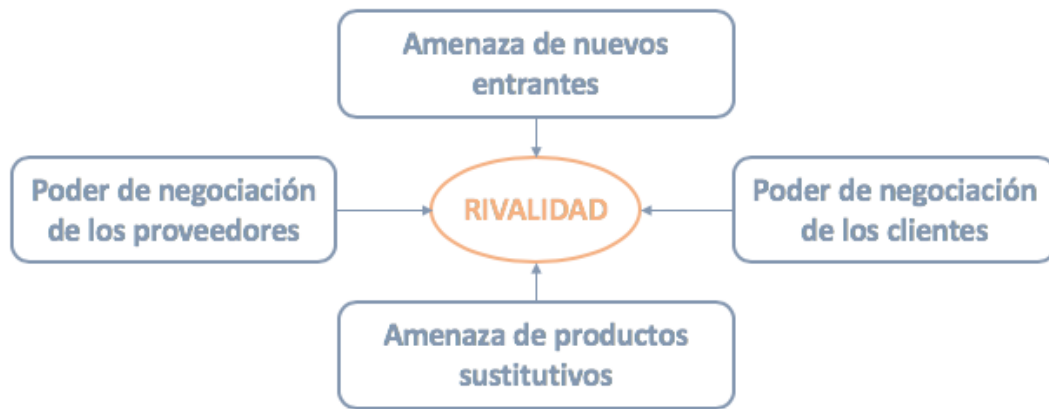 Amenaza de nuevos
entrantes
Poder de negociación
de los proveedores
RIVALIDAD
Poder de negociación
de los clientes
Amenaza de productos
sustitutivos